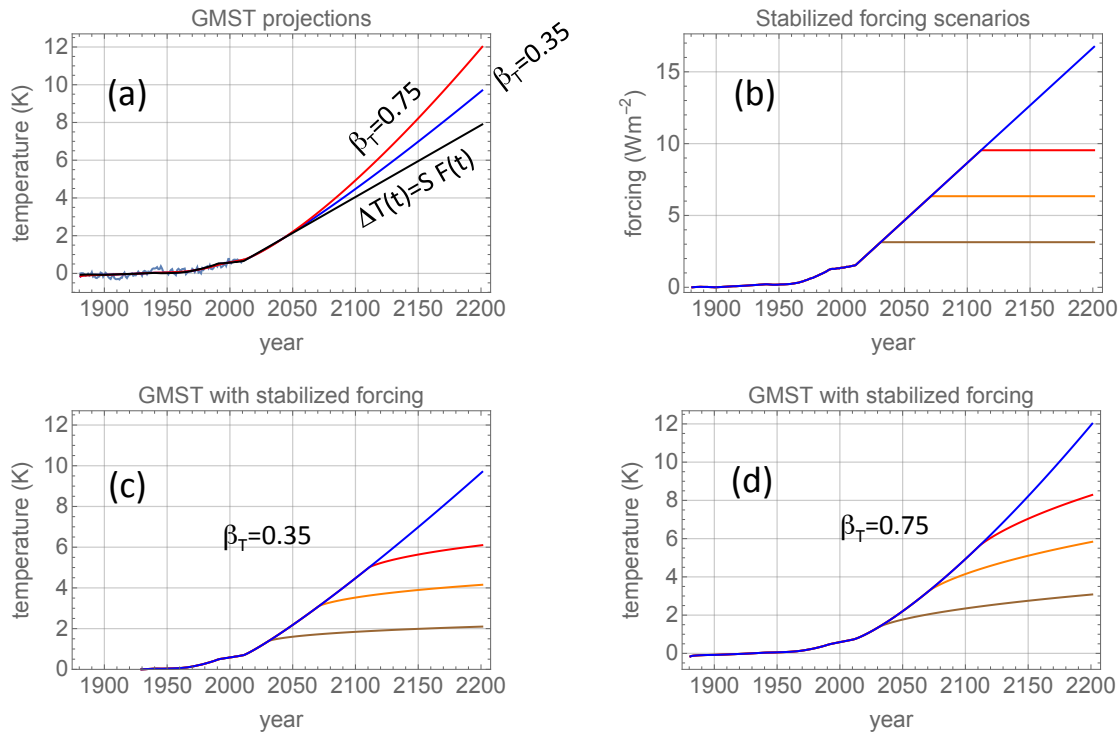 GMST projections
12
10
8
6
4
2
0
temperature (K)
(a)
β_T=0.75
β_T=0.35
ΔT(t)=S F(t)
1900 1950 2000 2050 2100 2150 2200
year
Stabilized forcing scenarios
15
10
5
0
forcing (Wm⁻²)
(b)
1900 1950 2000 2050 2100 2150 2200
year
GMST with stabilized forcing
12
10
8
6
4
2
0
temperature (K)
(c)
β_T=0.35
1900 1950 2000 2050 2100 2150 2200
year
GMST with stabilized forcing
12
10
8
6
4
2
0
temperature (K)
(d)
β_T=0.75
1900 1950 2000 2050 2100 2150 2200
year